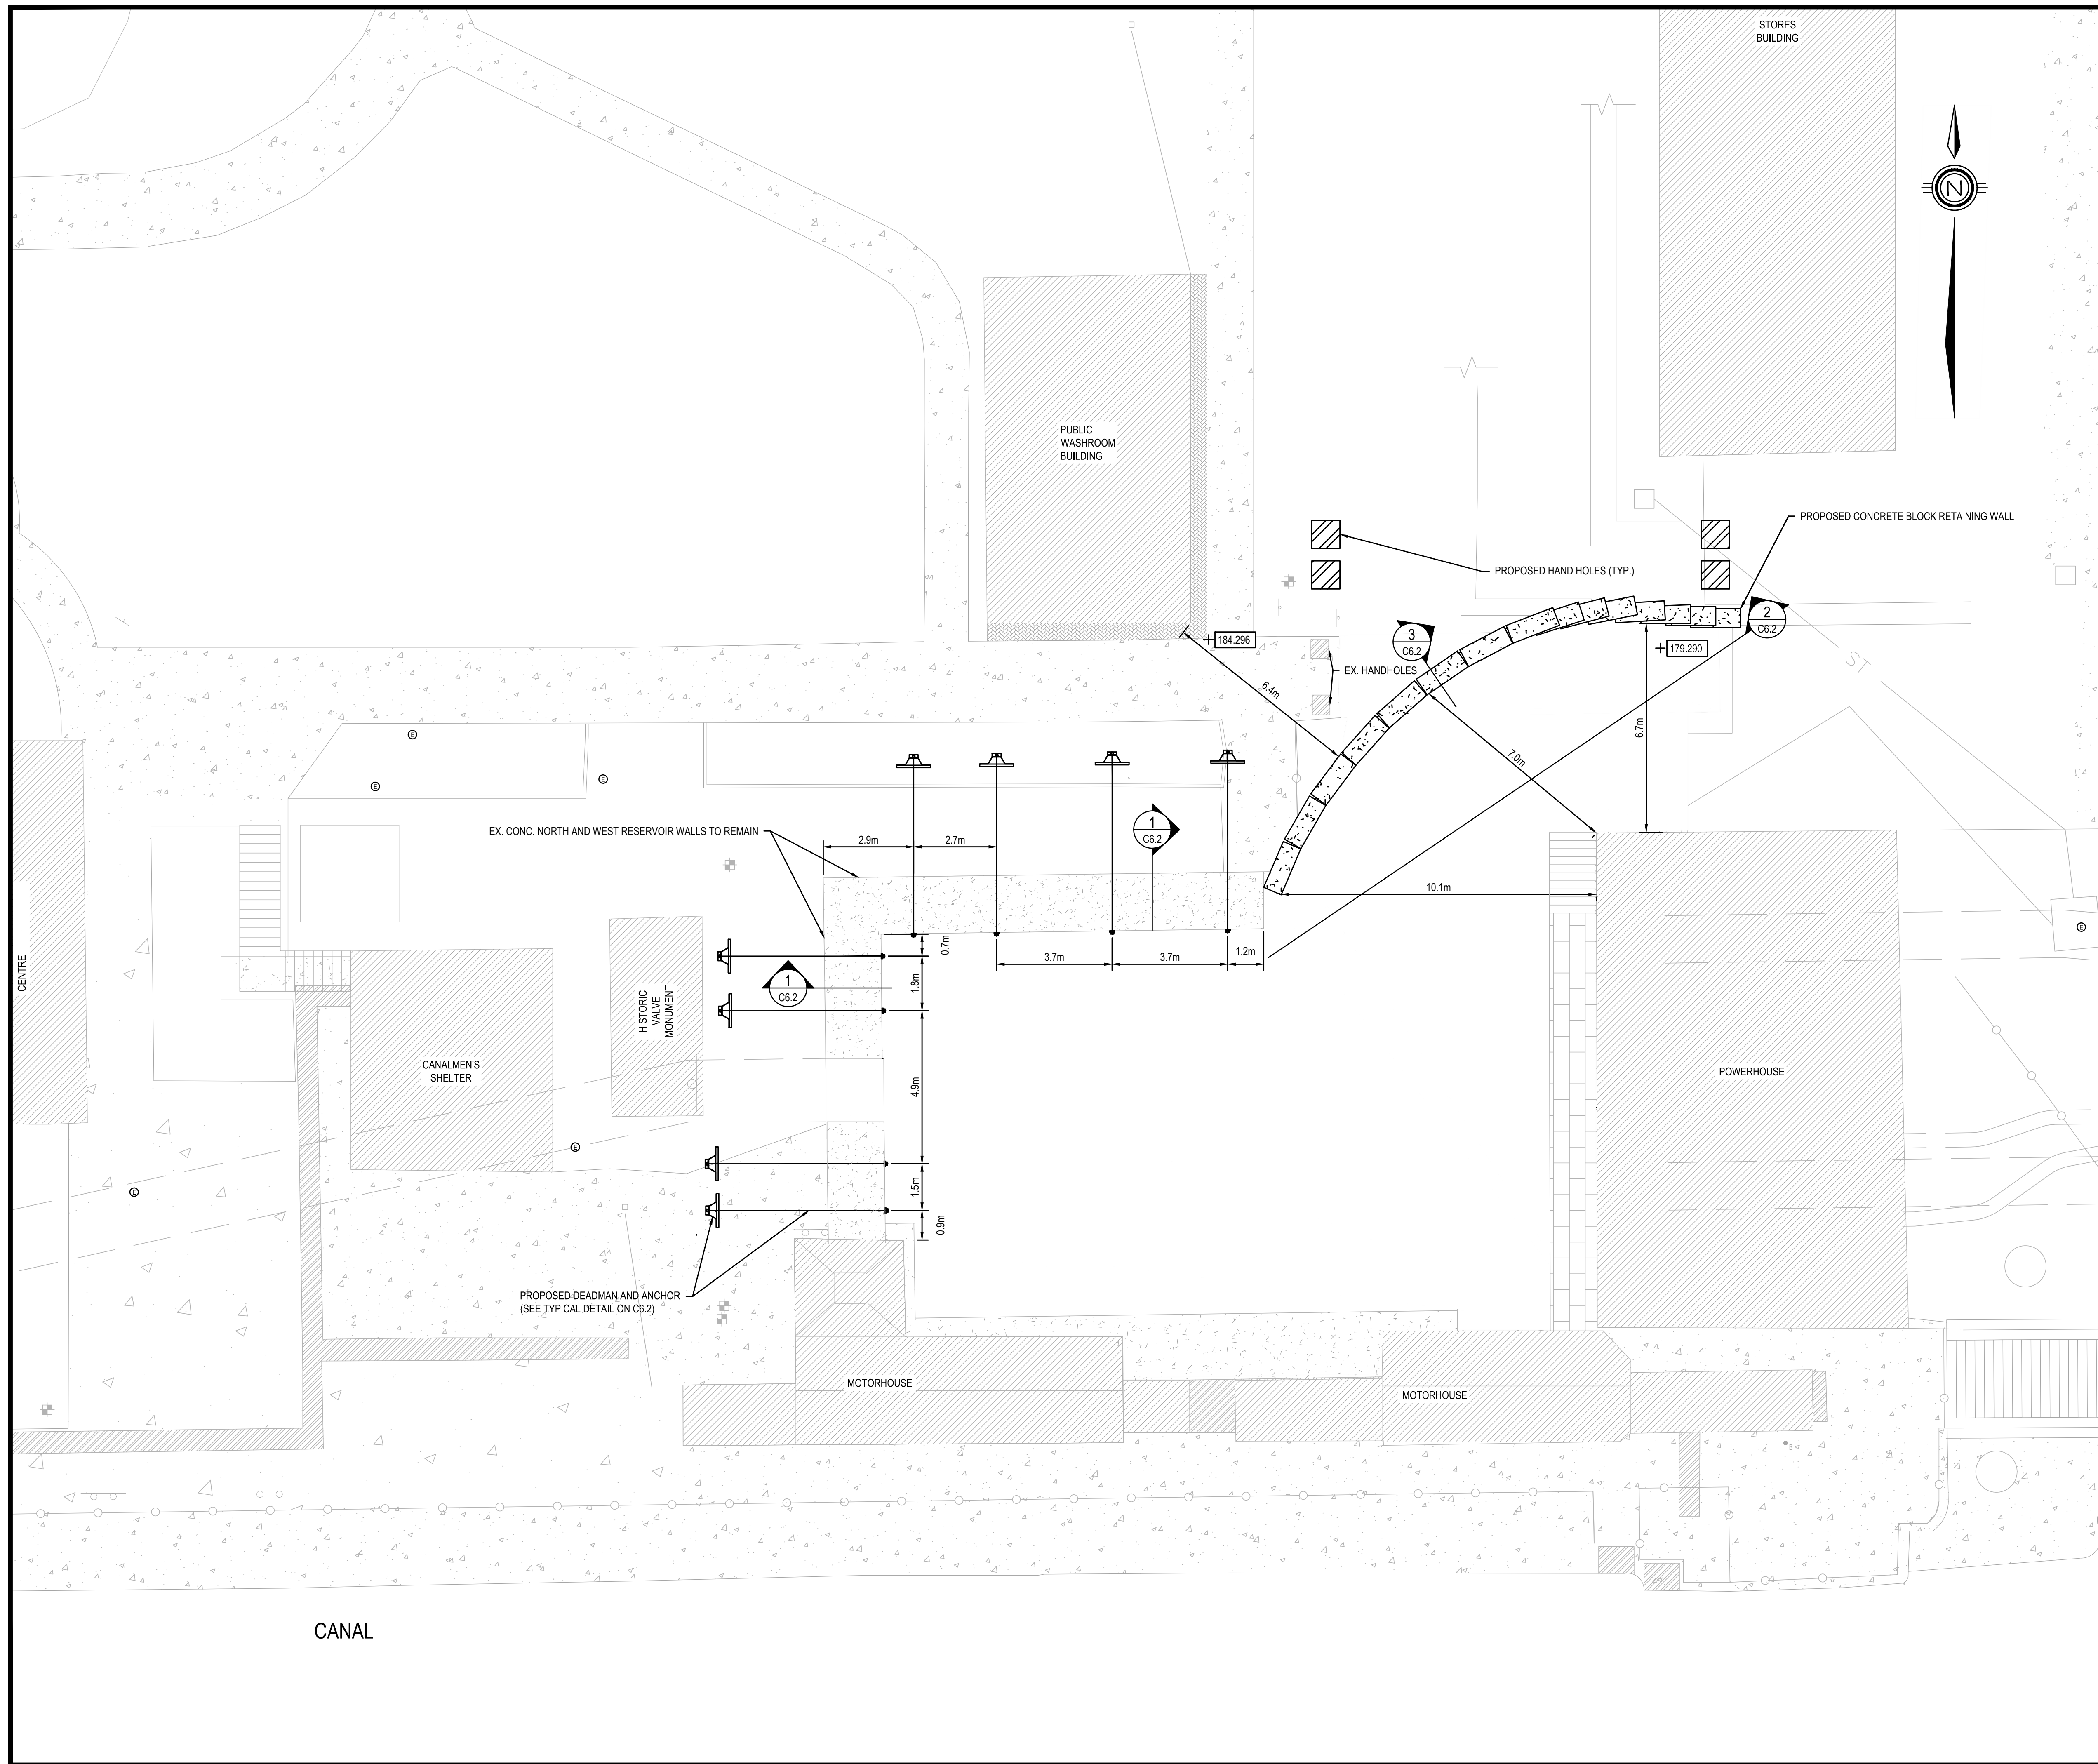 STORES
BUILDING
N
PUBLIC
WASHROOM
BUILDING
PROPOSED CONCRETE BLOCK RETAINING WALL
PROPOSED HAND HOLES (TYP.)
2
C6.2
184.296
3
C6.2
179.290
EX. HANDHOLES
ST
6.4m
6.7m
7.0m
E
E
E
EX. CONC. NORTH AND WEST RESERVOIR WALLS TO REMAIN
2.9m
2.7m
1
C6.2
10.1m
E
0.7m
3.7m
3.7m
1.2m
CENTRE
1.8m
1
C6.2
HISTORIC
VALVE
MONUMENT
CANALMEN'S
SHELTER
POWERHOUSE
4.9m
E
E
1.5m
0.9m
PROPOSED DEADMAN AND ANCHOR
(SEE TYPICAL DETAIL ON C6.2)
MOTORHOUSE
MOTORHOUSE
CANAL